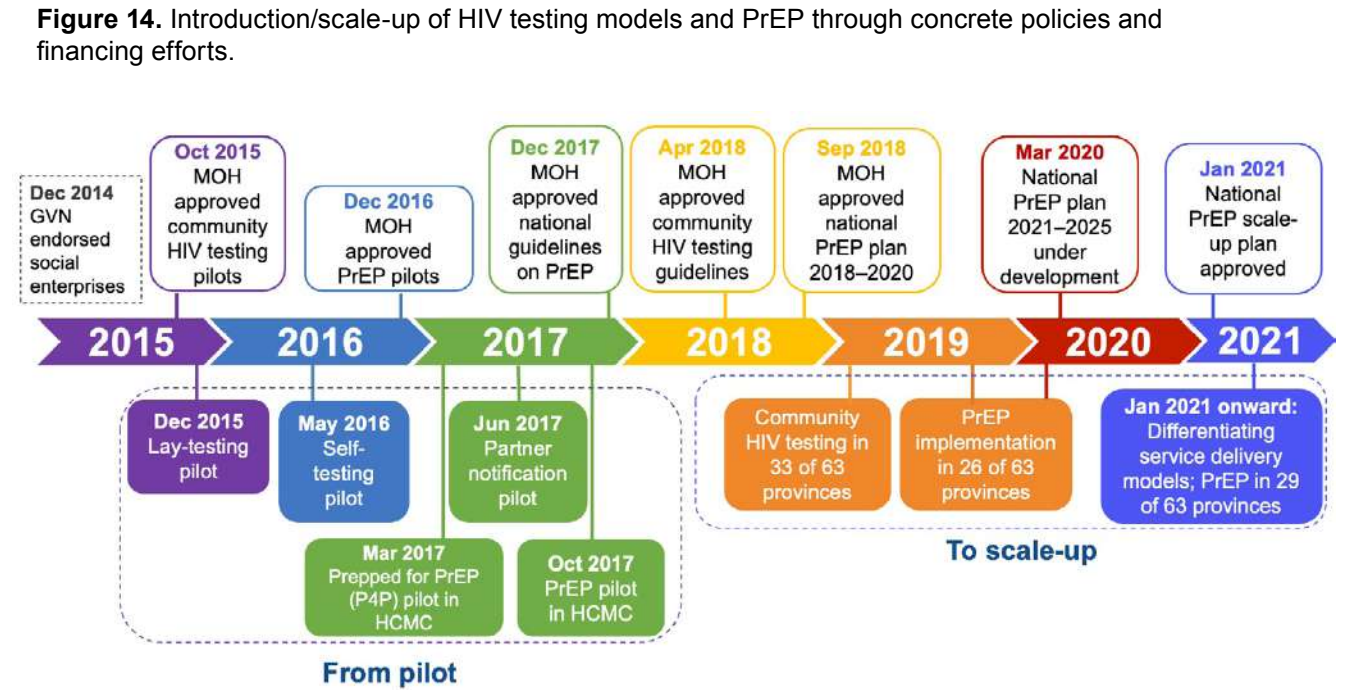 Figure 14. Introduction/scale-up of HIV testing models and PrEP through concrete policies and
financing efforts.
Dec 2014
GVN
endorsed
social
enterprises
Oct 2015
MOH
approved
community
HIV testing
pilots
Dec 2016
MOH
approved
PrEP pilots
Dec 2017
MOH
approved
national
guidelines
on PrEP
Apr 2018
MOH
approved
community
HIV testing
guidelines
Sep 2018
MOH
approved
national
PrEP plan
2018–2020
Mar 2020
National
PrEP plan
2021–2025
under
development
Jan 2021
National
PrEP scale-
up plan
approved
2015
2016
2017
2018
2019
2020
2021
Dec 2015
Lay-testing
pilot
May 2016
Self-
testing
pilot
Jun 2017
Partner
notification
pilot
Mar 2017
Prepped for PrEP
(P4P) pilot in
HCMC
Oct 2017
PrEP pilot
in HCMC
From pilot
Community
HIV testing in
33 of 63
provinces
PrEP
implementation
in 26 of 63
provinces
Jan 2021 onward:
Differentiating
service delivery
models; PrEP in 29
of 63 provinces
To scale-up